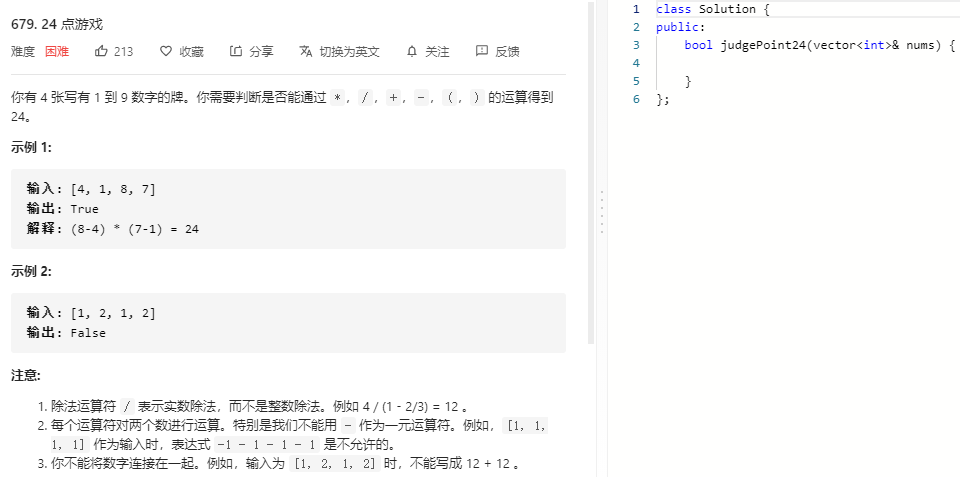 679. 24 点游戏
难度 困难 213 收藏 分享 切换为英文 关注 反馈
你有 4 张写有 1 到 9 数字的牌。你需要判断是否能通过 *，/，+，-，(，) 的运算得到
24。
示例 1:
输入: [4, 1, 8, 7]
输出: True
解释: (8-4) * (7-1) = 24
示例 2:
输入: [1, 2, 1, 2]
输出: False
注意:
1. 除法运算符 / 表示实数除法，而不是整数除法。例如 4 / (1 - 2/3) = 12 。
2. 每个运算符对两个数进行运算。特别是我们不能用 - 作为一元运算符。例如，[1, 1,
1, 1] 作为输入时，表达式 -1 - 1 - 1 - 1 是不允许的。
3. 你不能将数字连接在一起。例如，输入为 [1, 2, 1, 2] 时，不能写成 12 + 12 。
1 class Solution {
2 public:
3 bool judgePoint24(vector<int>& nums) {
4
5 }
6 };